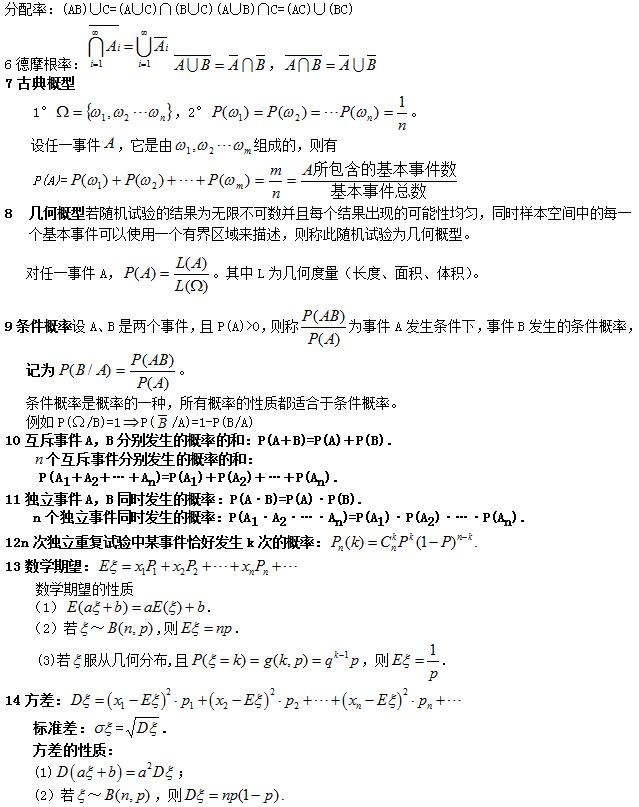 分配率：(AB)∪C=(A∪C)∩(B∪C) (A∪B)∩C=(AC)∪(BC)
6 德摩根率：$\overline{\bigcap_{i=1}^{\infty} A_i}=\bigcup_{i=1}^{\infty}\overline{A_i}$ $\overline{A\cup B}=\overline{A}\cap\overline{B}$，$\overline{A\cap B}=\overline{A}\cup\overline{B}$
7 古典概型
1° $\Omega=\{\omega_1,\omega_2\cdots\omega_n\}$，2° $P(\omega_1)=P(\omega_2)=\cdots P(\omega_n)=\frac{1}{n}$。
设任一事件 $A$，它是由 $\omega_1,\omega_2\cdots\omega_m$ 组成的，则有
P(A)= $P(\omega_1)+P(\omega_2)+\cdots+P(\omega_m)=\frac{m}{n}=\frac{A所包含的基本事件数}{基本事件总数}$
8 几何概型若随机试验的结果为无限不可数并且每个结果出现的可能性均匀，同时样本空间中的每一
个基本事件可以使用一个有界区域来描述，则称此随机试验为几何概型。
对任一事件 A，$P(A)=\frac{L(A)}{L(\Omega)}$。其中 L 为几何度量（长度、面积、体积）。
9 条件概率设 A、B 是两个事件，且 P(A)>0，则称 $\frac{P(AB)}{P(A)}$ 为事件 A 发生条件下，事件 B 发生的条件概率，
记为 $P(B/A)=\frac{P(AB)}{P(A)}$。
条件概率是概率的一种，所有概率的性质都适合于条件概率。
例如 P(Ω/B)=1⇒P($\overline{B}$/A)=1-P(B/A)
10 互斥事件 A，B 分别发生的概率的和：P(A+B)=P(A)+P(B).
$n$ 个互斥事件分别发生的概率的和：
P(A₁+A₂+…+Aₙ)=P(A₁)+P(A₂)+…+P(Aₙ).
11 独立事件 A，B 同时发生的概率：P(A·B)=P(A)·P(B).
n 个独立事件同时发生的概率：P(A₁·A₂·…·Aₙ)=P(A₁)·P(A₂)·…·P(Aₙ).
12n 次独立重复试验中某事件恰好发生 k 次的概率：$P_n(k)=C_n^k P^k(1-P)^{n-k}.$
13 数学期望：$E\xi=x_1P_1+x_2P_2+\cdots+x_nP_n+\cdots$
数学期望的性质
（1）$E(a\xi+b)=aE(\xi)+b$.
（2）若 $\xi\sim B(n,p)$，则 $E\xi=np$.
(3)若 $\xi$ 服从几何分布,且 $P(\xi=k)=g(k,p)=q^{k-1}p$，则 $E\xi=\frac{1}{p}$.
14 方差：$D\xi=(x_1-E\xi)^2\cdot p_1+(x_2-E\xi)^2\cdot p_2+\cdots+(x_n-E\xi)^2\cdot p_n+\cdots$
标准差：$\sigma\xi=\sqrt{D\xi}$.
方差的性质：
(1) $D(a\xi+b)=a^2D\xi$；
(2) 若 $\xi\sim B(n,p)$，则 $D\xi=np(1-p)$.